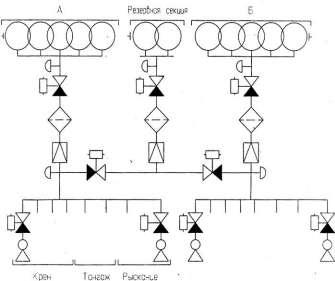 А
Резервная секция
Б
Крен
Тангаж
Рыскание